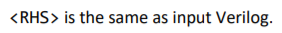 <RHS> is the same as input Verilog.